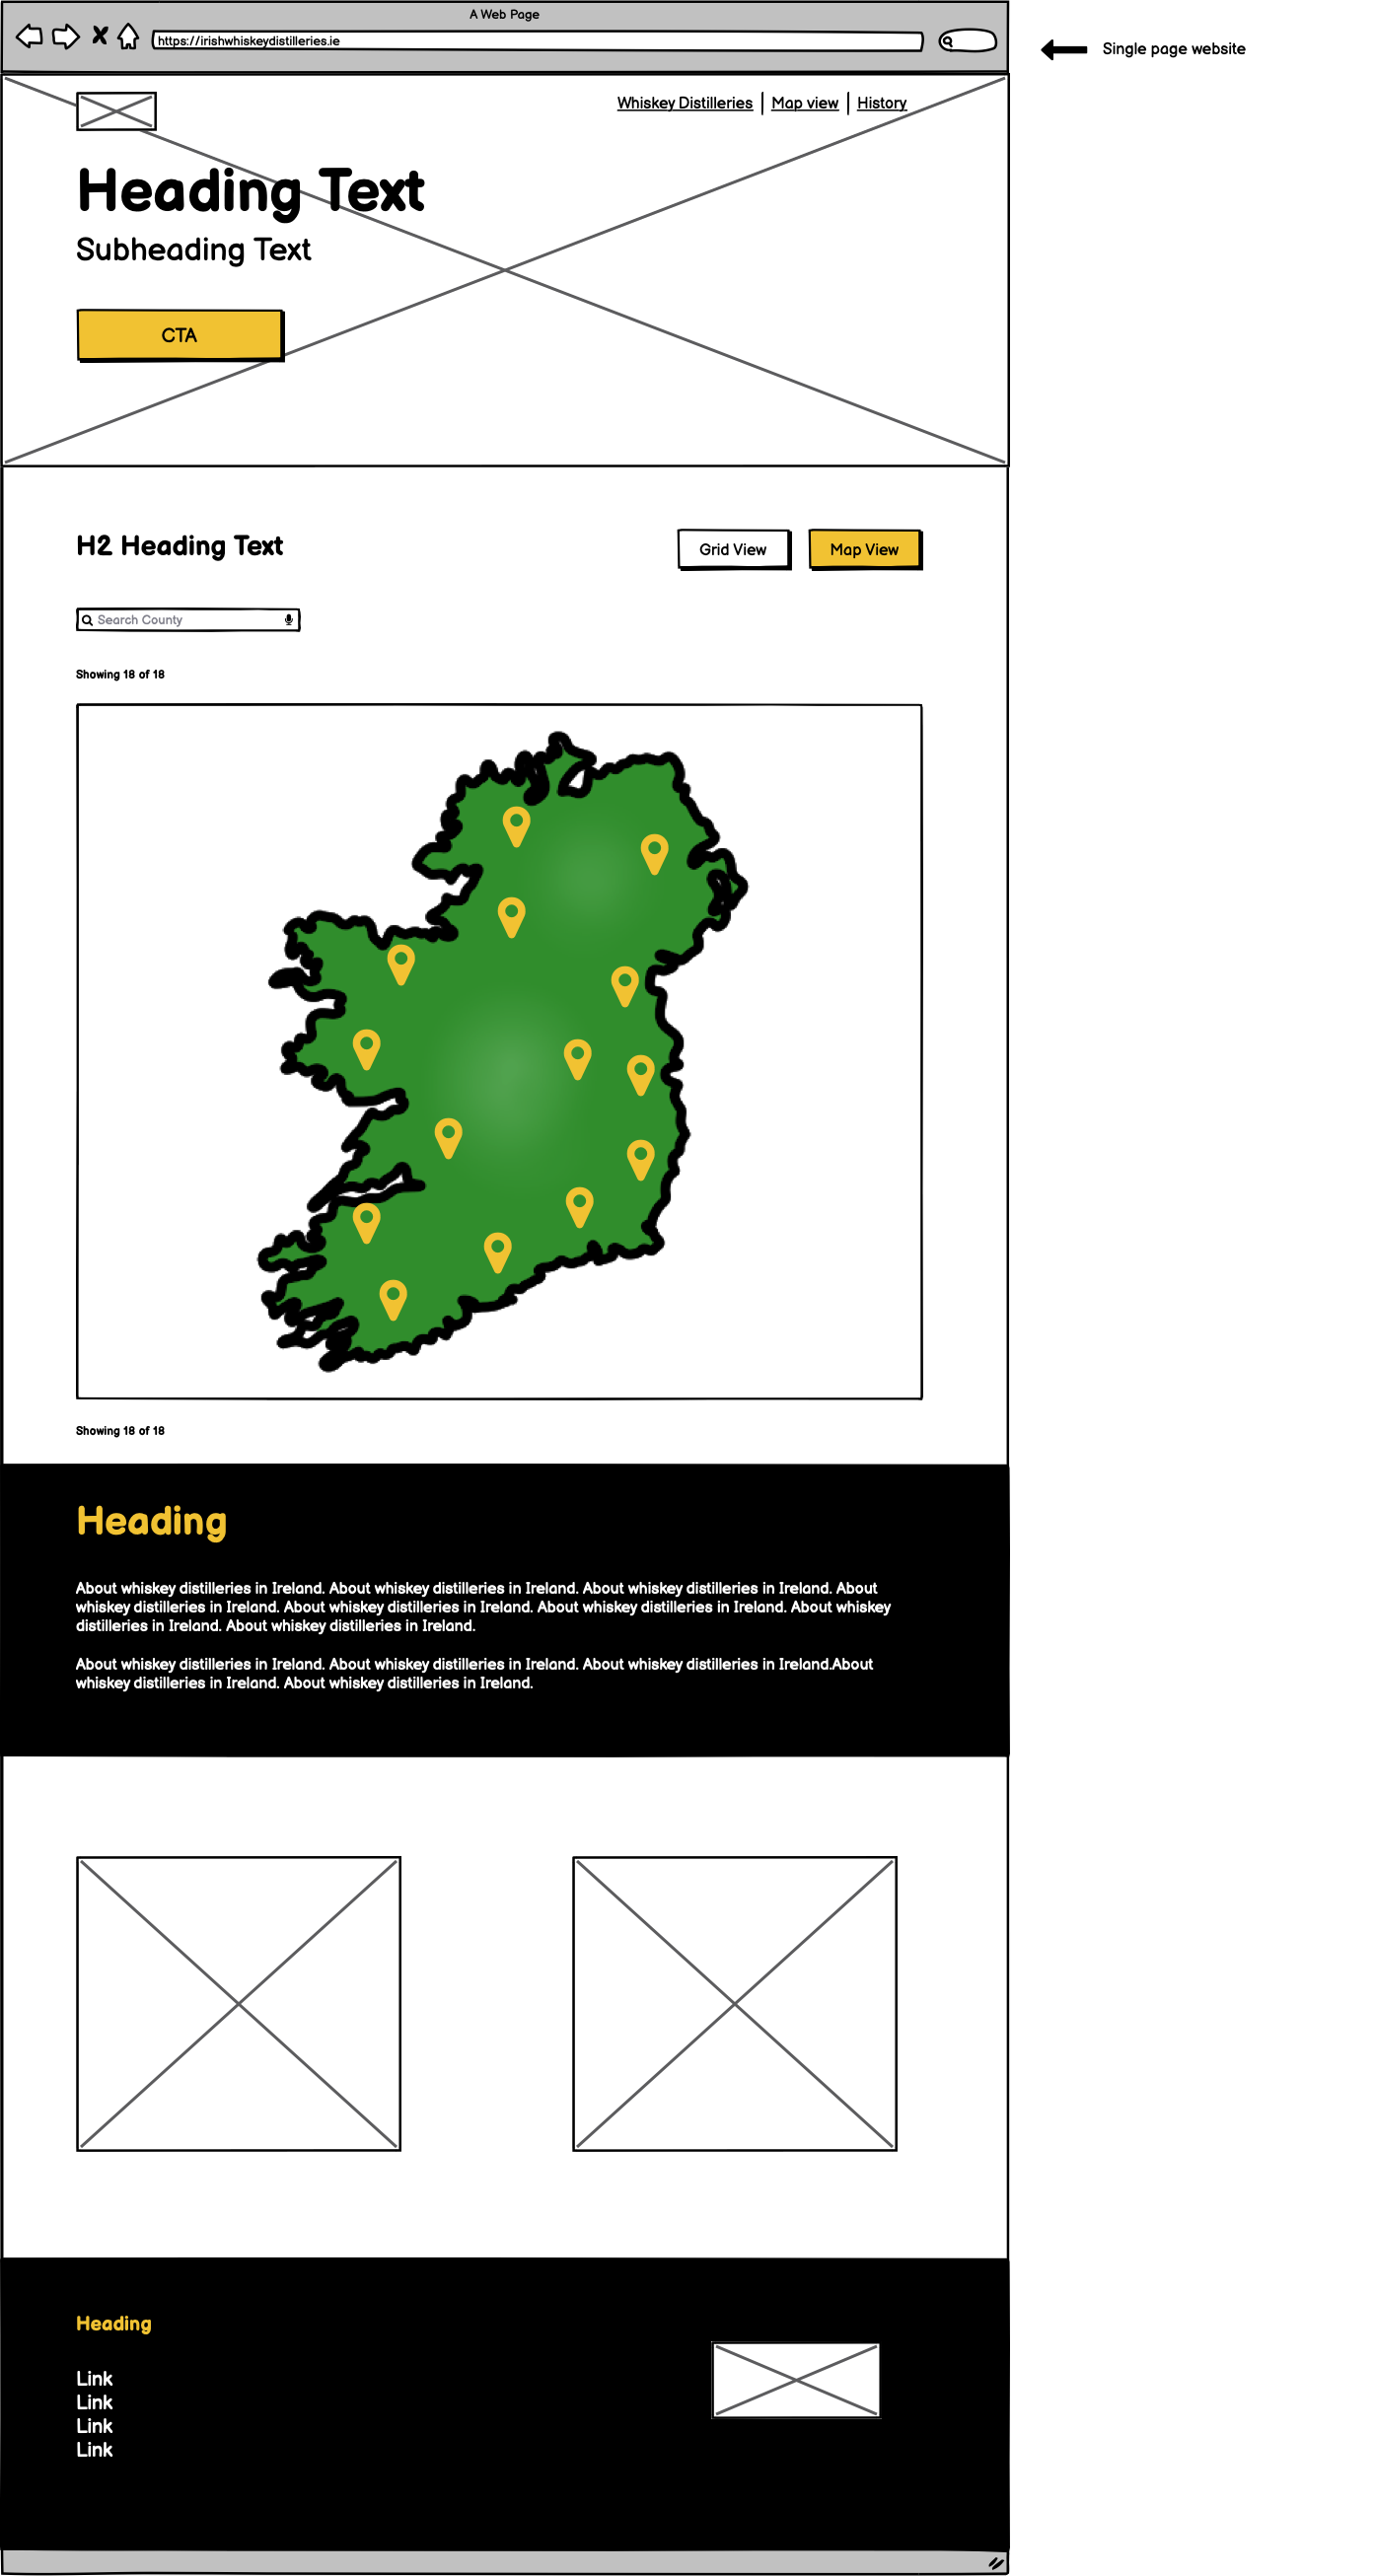 A Web Page
https://irishwhiskeydistilleries.ie
Single page website
Whiskey Distilleries | Map view | History
Heading Text
Subheading Text
CTA
H2 Heading Text
Grid View
Map View
Search County
Showing 18 of 18
Showing 18 of 18
Heading
About whiskey distilleries in Ireland. About whiskey distilleries in Ireland. About whiskey distilleries in Ireland. About
whiskey distilleries in Ireland. About whiskey distilleries in Ireland. About whiskey distilleries in Ireland. About whiskey
distilleries in Ireland. About whiskey distilleries in Ireland.
About whiskey distilleries in Ireland. About whiskey distilleries in Ireland. About whiskey distilleries in Ireland.About
whiskey distilleries in Ireland. About whiskey distilleries in Ireland.
Heading
Link
Link
Link
Link